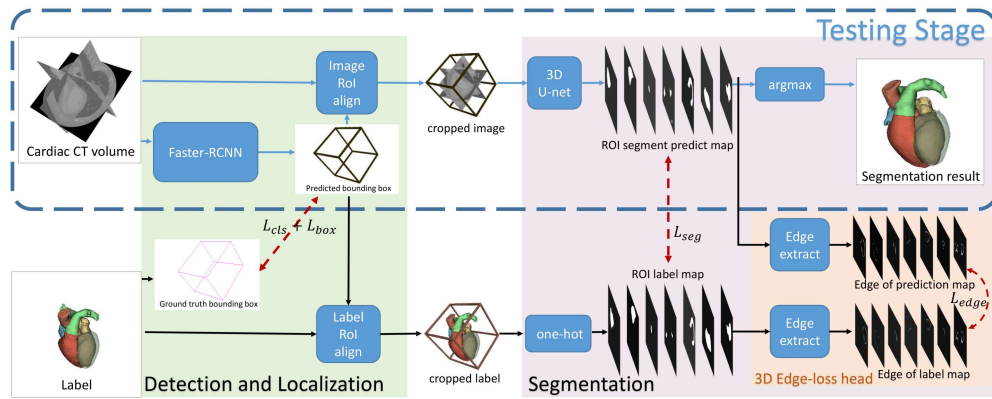 Testing Stage
Cardiac CT volume
Faster-RCNN
Image
RoI
align
Predicted bounding box
cropped image
3D
U-net
ROI segment predict map
argmax
Segmentation result
L_cls + L_box
L_seg
Ground truth bounding box
Label
Label
RoI
align
cropped label
one-hot
ROI label map
Edge
extract
Edge of prediction map
L_edge
Edge
extract
Edge of label map
Detection and Localization
Segmentation
3D Edge-loss head